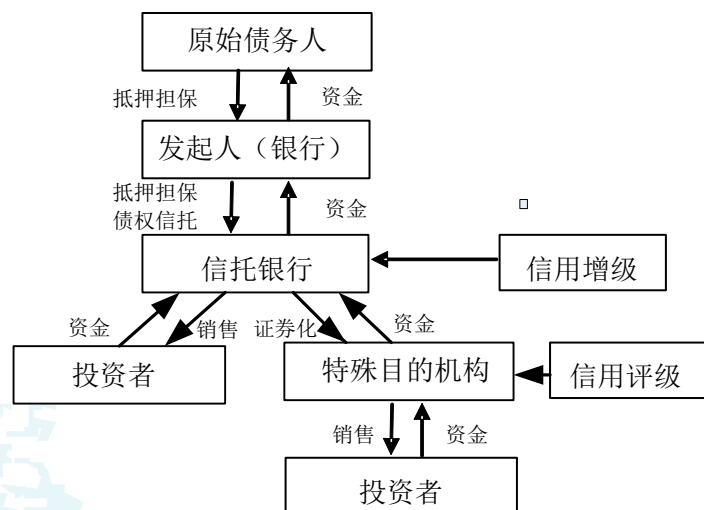 原始债务人
抵押担保
资金
发起人（银行）
抵押担保
债权信托
资金
信托银行
信用增级
资金
销售
证券化
资金
投资者
特殊目的机构
信用评级
销售
资金
投资者